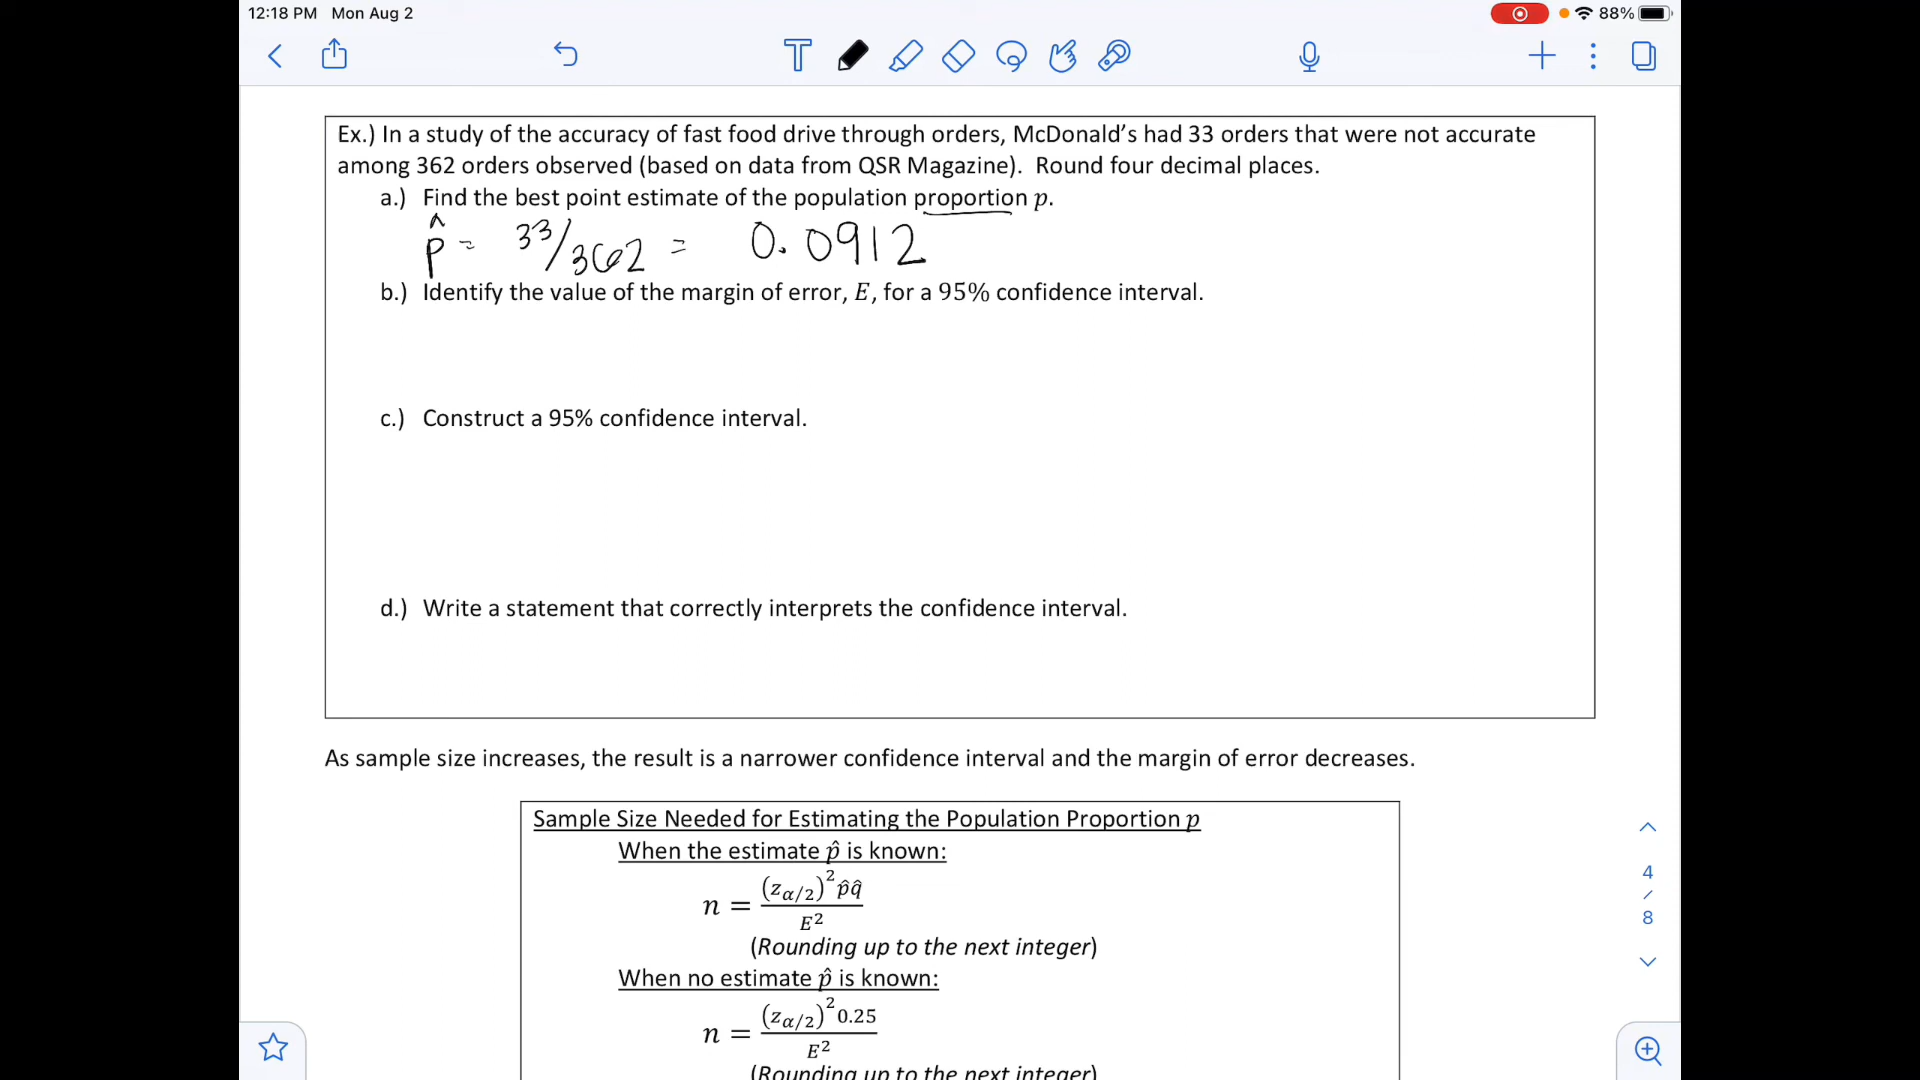 12:18 PM Mon Aug 2
88%
Ex.) In a study of the accuracy of fast food drive through orders, McDonald’s had 33 orders that were not accurate
among 362 orders observed (based on data from QSR Magazine). Round four decimal places.
a.) Find the best point estimate of the population proportion p.
p̂ = 33/362 = 0.0912
b.) Identify the value of the margin of error, E, for a 95% confidence interval.
c.) Construct a 95% confidence interval.
d.) Write a statement that correctly interprets the confidence interval.
As sample size increases, the result is a narrower confidence interval and the margin of error decreases.
Sample Size Needed for Estimating the Population Proportion p
When the estimate p̂ is known:
n = (z_{α/2})² p̂q̂ / E²
(Rounding up to the next integer)
When no estimate p̂ is known:
n = (z_{α/2})² 0.25 / E²
(Rounding up to the next integer)
4
/
8